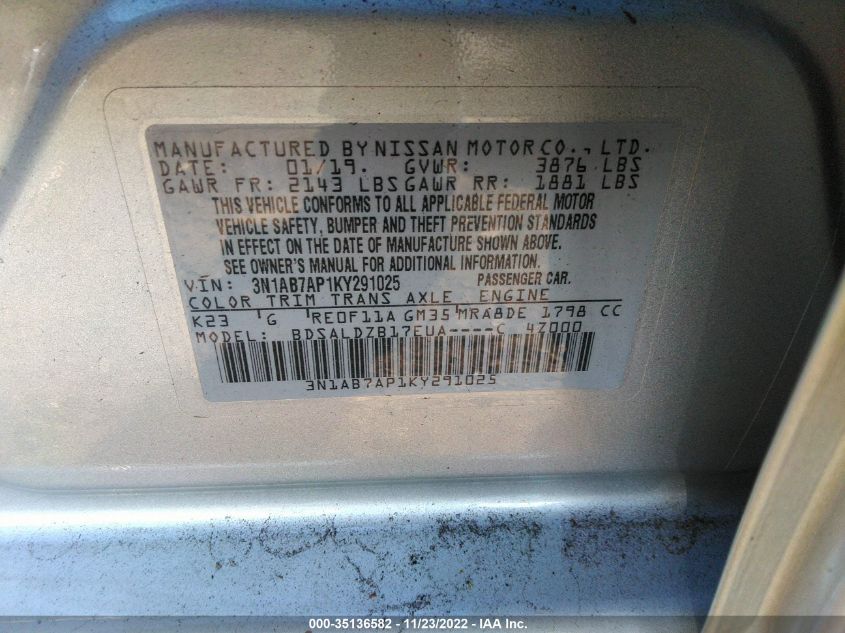 MANUFACTURED BY NISSAN MOTOR CO., LTD.
DATE: 01/19. GVWR: 3876 LBS
GAWR FR: 2143 LBS GAWR RR: 1881 LBS
THIS VEHICLE CONFORMS TO ALL APPLICABLE FEDERAL MOTOR
VEHICLE SAFETY, BUMPER AND THEFT PREVENTION STANDARDS
IN EFFECT ON THE DATE OF MANUFACTURE SHOWN ABOVE.
SEE OWNER'S MANUAL FOR ADDITIONAL INFORMATION.
VIN: 3N1AB7AP1KY291025 PASSENGER CAR.
COLOR TRIM TRANS AXLE ENGINE
K23 G RE0F11A GM35 MRA8DE 1798 CC
MODEL: BDSALDZB17EUA----C 4Z000
3N1AB7AP1KY291025
000-35136582 - 11/23/2022 - IAA Inc.